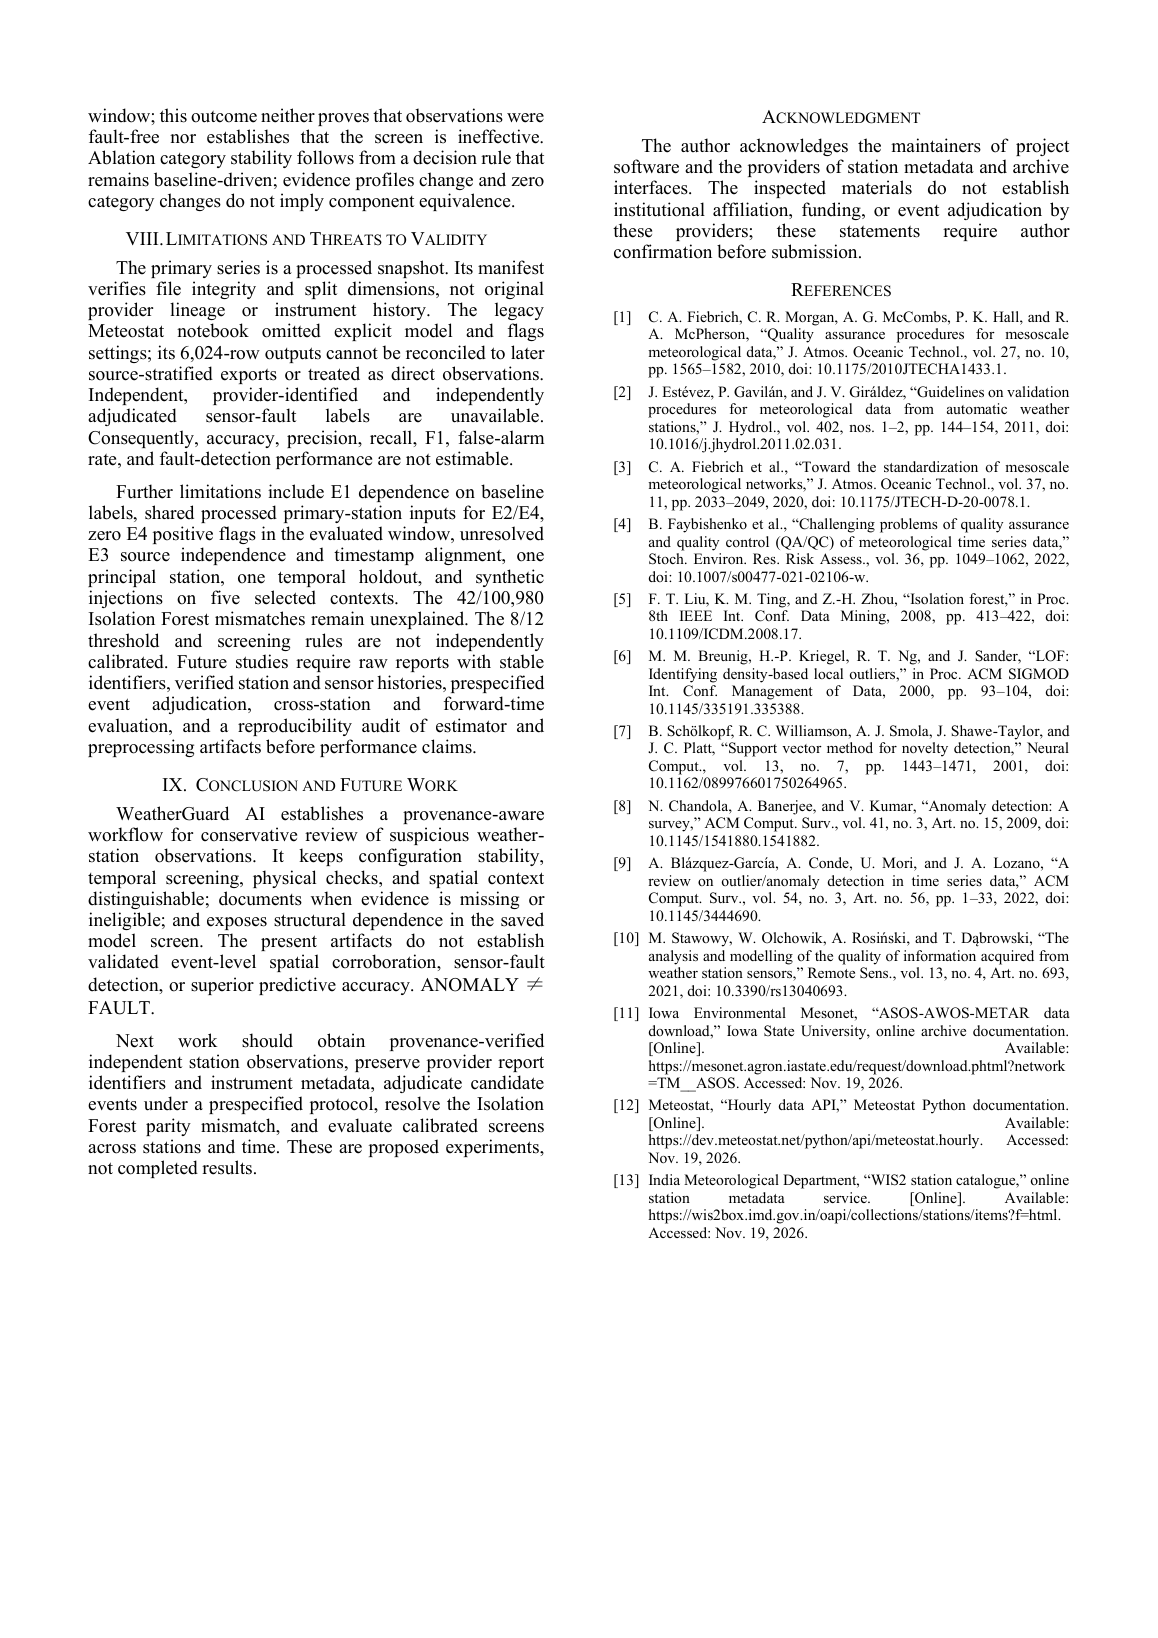 window; this outcome neither proves that observations were
fault-free nor establishes that the screen is ineffective.
Ablation category stability follows from a decision rule that
remains baseline-driven; evidence profiles change and zero
category changes do not imply component equivalence.
VIII. LIMITATIONS AND THREATS TO VALIDITY
The primary series is a processed snapshot. Its manifest
verifies file integrity and split dimensions, not original
provider lineage or instrument history. The legacy
Meteostat notebook omitted explicit model and flags
settings; its 6,024-row outputs cannot be reconciled to later
source-stratified exports or treated as direct observations.
Independent, provider-identified and independently
adjudicated sensor-fault labels are unavailable.
Consequently, accuracy, precision, recall, F1, false-alarm
rate, and fault-detection performance are not estimable.
Further limitations include E1 dependence on baseline
labels, shared processed primary-station inputs for E2/E4,
zero E4 positive flags in the evaluated window, unresolved
E3 source independence and timestamp alignment, one
principal station, one temporal holdout, and synthetic
injections on five selected contexts. The 42/100,980
Isolation Forest mismatches remain unexplained. The 8/12
threshold and screening rules are not independently
calibrated. Future studies require raw reports with stable
identifiers, verified station and sensor histories, prespecified
event adjudication, cross-station and forward-time
evaluation, and a reproducibility audit of estimator and
preprocessing artifacts before performance claims.
IX. CONCLUSION AND FUTURE WORK
WeatherGuard AI establishes a provenance-aware
workflow for conservative review of suspicious weather-
station observations. It keeps configuration stability,
temporal screening, physical checks, and spatial context
distinguishable; documents when evidence is missing or
ineligible; and exposes structural dependence in the saved
model screen. The present artifacts do not establish
validated event-level spatial corroboration, sensor-fault
detection, or superior predictive accuracy. ANOMALY ≠
FAULT.
Next work should obtain provenance-verified
independent station observations, preserve provider report
identifiers and instrument metadata, adjudicate candidate
events under a prespecified protocol, resolve the Isolation
Forest parity mismatch, and evaluate calibrated screens
across stations and time. These are proposed experiments,
not completed results.
ACKNOWLEDGMENT
The author acknowledges the maintainers of project
software and the providers of station metadata and archive
interfaces. The inspected materials do not establish
institutional affiliation, funding, or event adjudication by
these providers; these statements require author
confirmation before submission.
REFERENCES
[1] C. A. Fiebrich, C. R. Morgan, A. G. McCombs, P. K. Hall, and R.
A. McPherson, “Quality assurance procedures for mesoscale
meteorological data,” J. Atmos. Oceanic Technol., vol. 27, no. 10,
pp. 1565–1582, 2010, doi: 10.1175/2010JTECHA1433.1.
[2] J. Estévez, P. Gavilán, and J. V. Giráldez, “Guidelines on validation
procedures for meteorological data from automatic weather
stations,” J. Hydrol., vol. 402, nos. 1–2, pp. 144–154, 2011, doi:
10.1016/j.jhydrol.2011.02.031.
[3] C. A. Fiebrich et al., “Toward the standardization of mesoscale
meteorological networks,” J. Atmos. Oceanic Technol., vol. 37, no.
11, pp. 2033–2049, 2020, doi: 10.1175/JTECH-D-20-0078.1.
[4] B. Faybishenko et al., “Challenging problems of quality assurance
and quality control (QA/QC) of meteorological time series data,”
Stoch. Environ. Res. Risk Assess., vol. 36, pp. 1049–1062, 2022,
doi: 10.1007/s00477-021-02106-w.
[5] F. T. Liu, K. M. Ting, and Z.-H. Zhou, “Isolation forest,” in Proc.
8th IEEE Int. Conf. Data Mining, 2008, pp. 413–422, doi:
10.1109/ICDM.2008.17.
[6] M. M. Breunig, H.-P. Kriegel, R. T. Ng, and J. Sander, “LOF:
Identifying density-based local outliers,” in Proc. ACM SIGMOD
Int. Conf. Management of Data, 2000, pp. 93–104, doi:
10.1145/335191.335388.
[7] B. Schölkopf, R. C. Williamson, A. J. Smola, J. Shawe-Taylor, and
J. C. Platt, “Support vector method for novelty detection,” Neural
Comput., vol. 13, no. 7, pp. 1443–1471, 2001, doi:
10.1162/089976601750264965.
[8] N. Chandola, A. Banerjee, and V. Kumar, “Anomaly detection: A
survey,” ACM Comput. Surv., vol. 41, no. 3, Art. no. 15, 2009, doi:
10.1145/1541880.1541882.
[9] A. Blázquez-García, A. Conde, U. Mori, and J. A. Lozano, “A
review on outlier/anomaly detection in time series data,” ACM
Comput. Surv., vol. 54, no. 3, Art. no. 56, pp. 1–33, 2022, doi:
10.1145/3444690.
[10] M. Stawowy, W. Olchowik, A. Rosiński, and T. Dąbrowski, “The
analysis and modelling of the quality of information acquired from
weather station sensors,” Remote Sens., vol. 13, no. 4, Art. no. 693,
2021, doi: 10.3390/rs13040693.
[11] Iowa Environmental Mesonet, “ASOS-AWOS-METAR data
download,” Iowa State University, online archive documentation.
[Online]. Available:
https://mesonet.agron.iastate.edu/request/download.phtml?network
=TM__ASOS. Accessed: Nov. 19, 2026.
[12] Meteostat, “Hourly data API,” Meteostat Python documentation.
[Online]. Available:
https://dev.meteostat.net/python/api/meteostat.hourly. Accessed:
Nov. 19, 2026.
[13] India Meteorological Department, “WIS2 station catalogue,” online
station metadata service. [Online]. Available:
https://wis2box.imd.gov.in/oapi/collections/stations/items?f=html.
Accessed: Nov. 19, 2026.